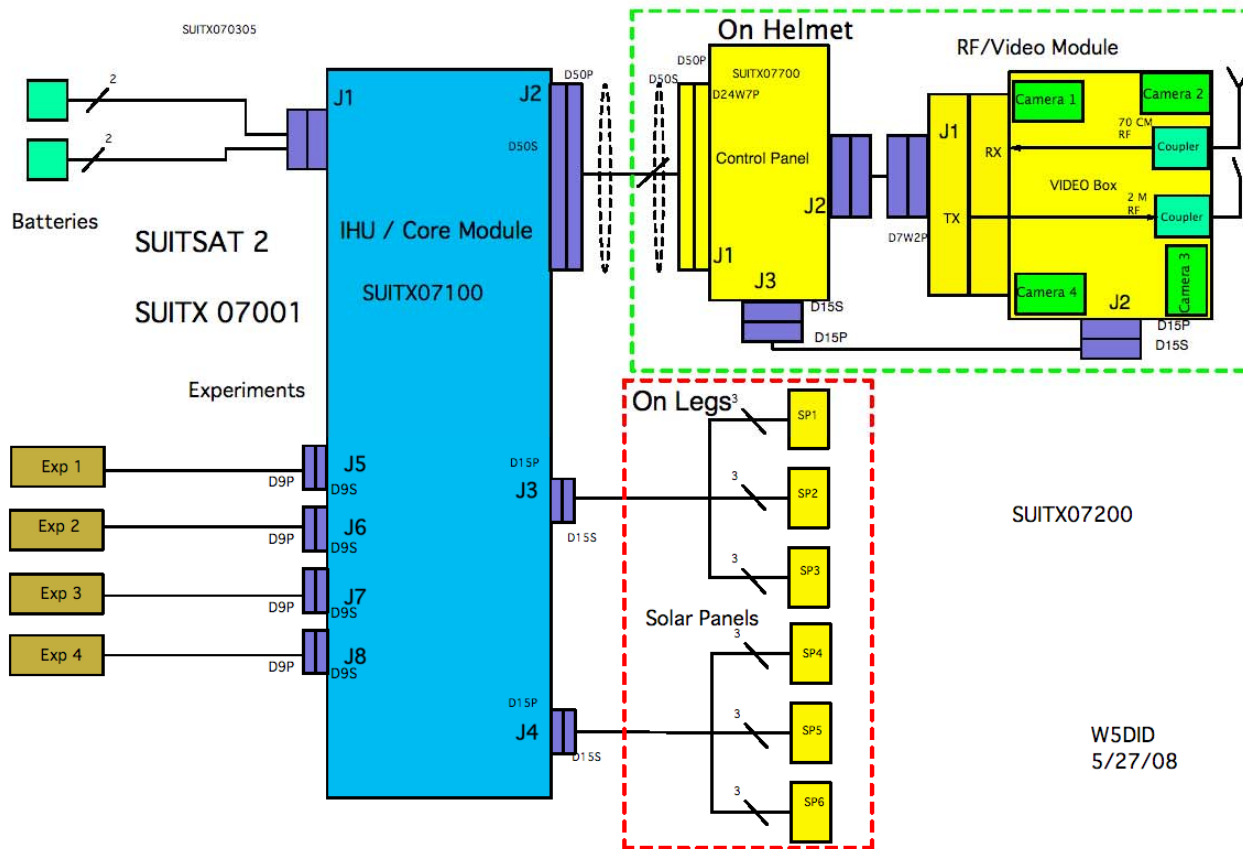 SUITX070305
2
2
Batteries
SUITSAT 2
SUITX 07001
Experiments
Exp 1
Exp 2
Exp 3
Exp 4
D9P
D9S
D9P
D9S
D9P
D9S
D9P
D9S
J1
J2
D50P
D50S
IHU / Core Module
SUITX07100
J5
J6
J7
J8
D15P
J3
D15S
D15P
J4
D15S
On Helmet
D50P
D50S
SUITX07700
D24W7P
Control Panel
J2
J1
J3
D15S
D15P
RF/Video Module
D7W2P
J1
RX
TX
Camera 1
Camera 2
70 CM
RF
Coupler
VIDEO Box
2 M
RF
Coupler
Camera 4
Camera 3
J2
D15P
D15S
On Legs
3
SP1
3
SP2
3
SP3
Solar Panels
3
SP4
3
SP5
3
SP6
SUITX07200
W5DID
5/27/08